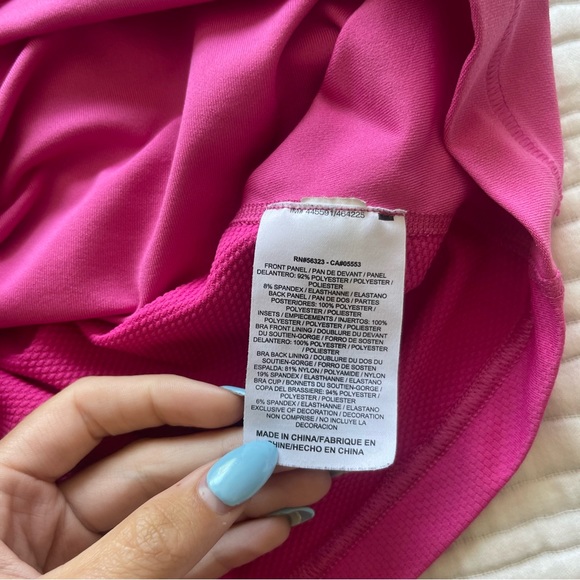 RN#56323 - CA#05553
FRONT PANEL / PAN DE DEVANT / PANEL
DELANTERO: 92% POLYESTER / POLYESTER /
POLIESTER
8% SPANDEX / ELASTHANNE / ELASTANO
BACK PANEL / PAN DE DOS / PARTES
POSTERIORES: 100% POLYESTER /
POLYESTER / POLIESTER
INSETS / EMPIECEMENTS / INJERTOS: 100%
POLYESTER / POLYESTER / POLIESTER
BRA FRONT LINING / DOUBLURE DU DEVANT
DU SOUTIEN-GORGE / FORRO DE SOSTEN
DELANTERO: 100% POLYESTER / POLYESTER
/ POLIESTER
BRA BACK LINING / DOUBLURE DU DOS DU
SOUTIEN-GORGE / FORRO DE SOSTEN
ESPALDA: 81% NYLON / POLYAMIDE / NYLON
19% SPANDEX / ELASTHANNE / ELASTANO
BRA CUP / BONNETS DU SOUTIEN-GORGE /
COPA DEL BRASSIERE: 94% POLYESTER /
POLYESTER / POLIESTER
6% SPANDEX / ELASTHANNE / ELASTANO
EXCLUSIVE OF DECORATION / DECORATION
NON COMPRISE / NO INCLUYE LA
DECORACION
MADE IN CHINA/FABRIQUE EN
CHINE/HECHO EN CHINA